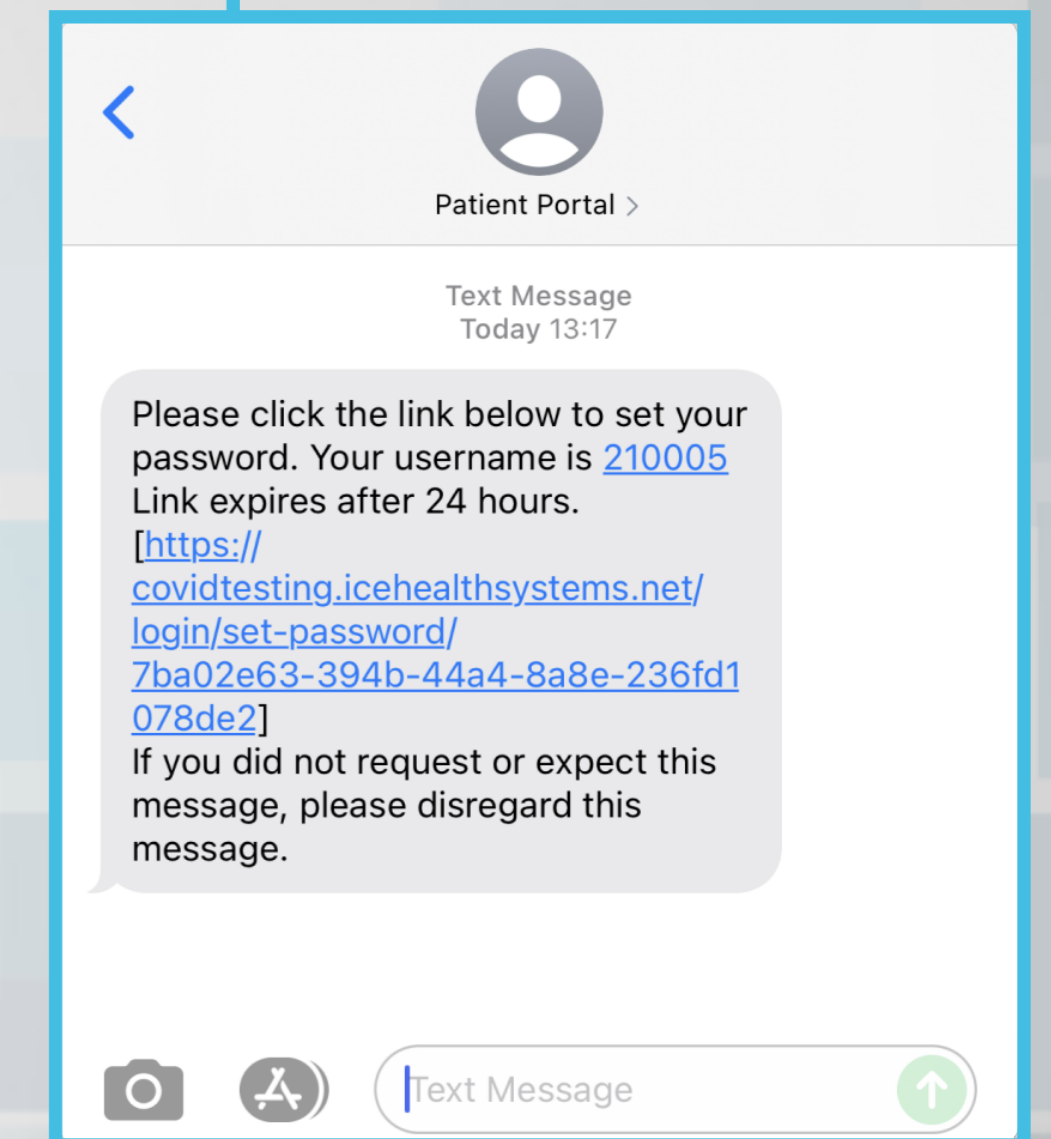 Patient Portal >
Text Message
Today 13:17
Please click the link below to set your
password. Your username is 210005
Link expires after 24 hours.
[https://
covidtesting.icehealthsystems.net/
login/set-password/
7ba02e63-394b-44a4-8a8e-236fd1
078de2]
If you did not request or expect this
message, please disregard this
message.
Text Message